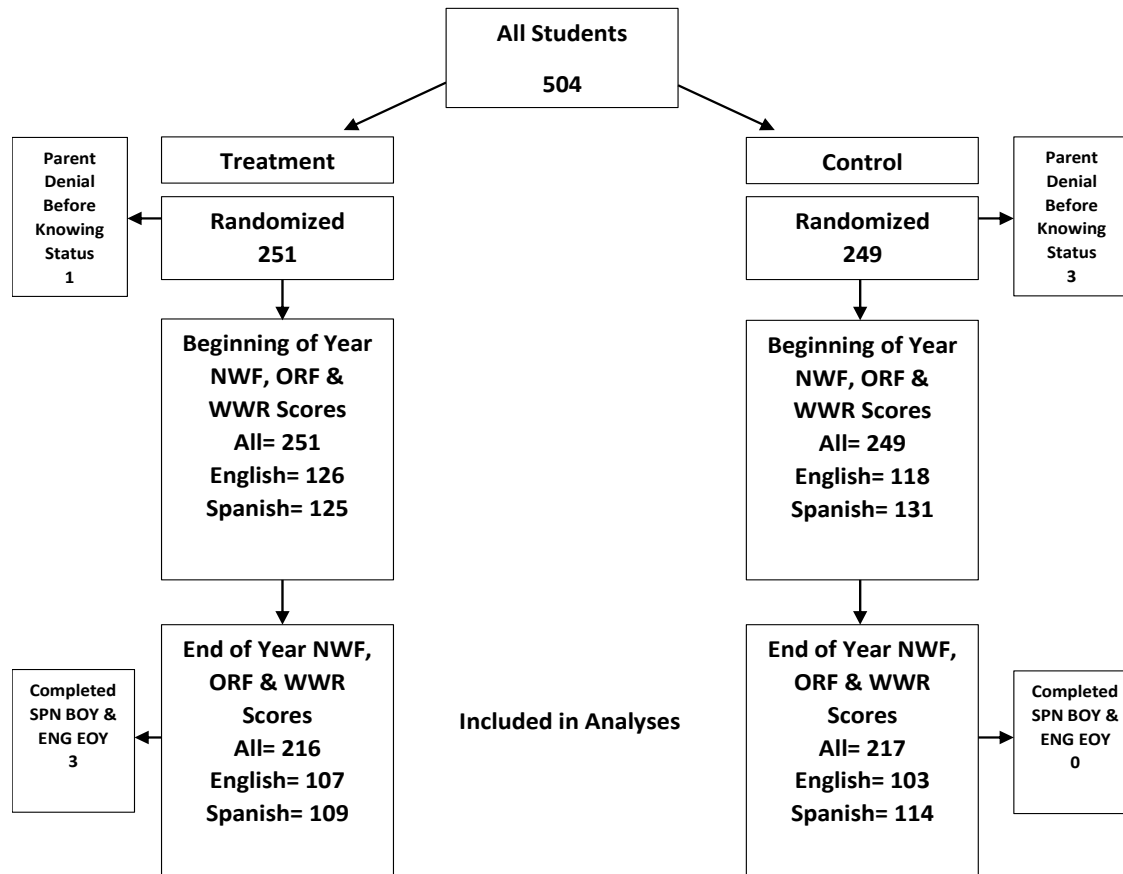 All Students
504
Parent
Denial
Before
Knowing
Status
1
Treatment
Randomized
251
Control
Randomized
249
Parent
Denial
Before
Knowing
Status
3
Beginning of Year
NWF, ORF &
WWR Scores
All= 251
English= 126
Spanish= 125
Beginning of Year
NWF, ORF &
WWR Scores
All= 249
English= 118
Spanish= 131
Completed
SPN BOY &
ENG EOY
3
End of Year NWF,
ORF & WWR
Scores
All= 216
English= 107
Spanish= 109
Included in Analyses
End of Year NWF,
ORF & WWR
Scores
All= 217
English= 103
Spanish= 114
Completed
SPN BOY &
ENG EOY
0